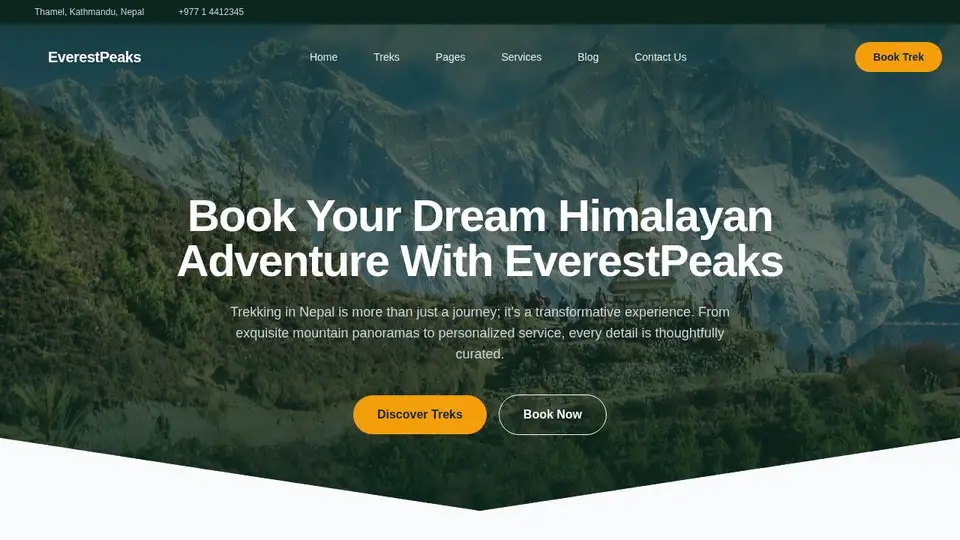 Thamel, Kathmandu, Nepal +977 1 4412345
EverestPeaks Home Treks Pages Services Blog Contact Us Book Trek
Book Your Dream Himalayan
Adventure With EverestPeaks
Trekking in Nepal is more than just a journey; it's a transformative experience. From
exquisite mountain panoramas to personalized service, every detail is thoughtfully
curated.
Discover Treks Book Now